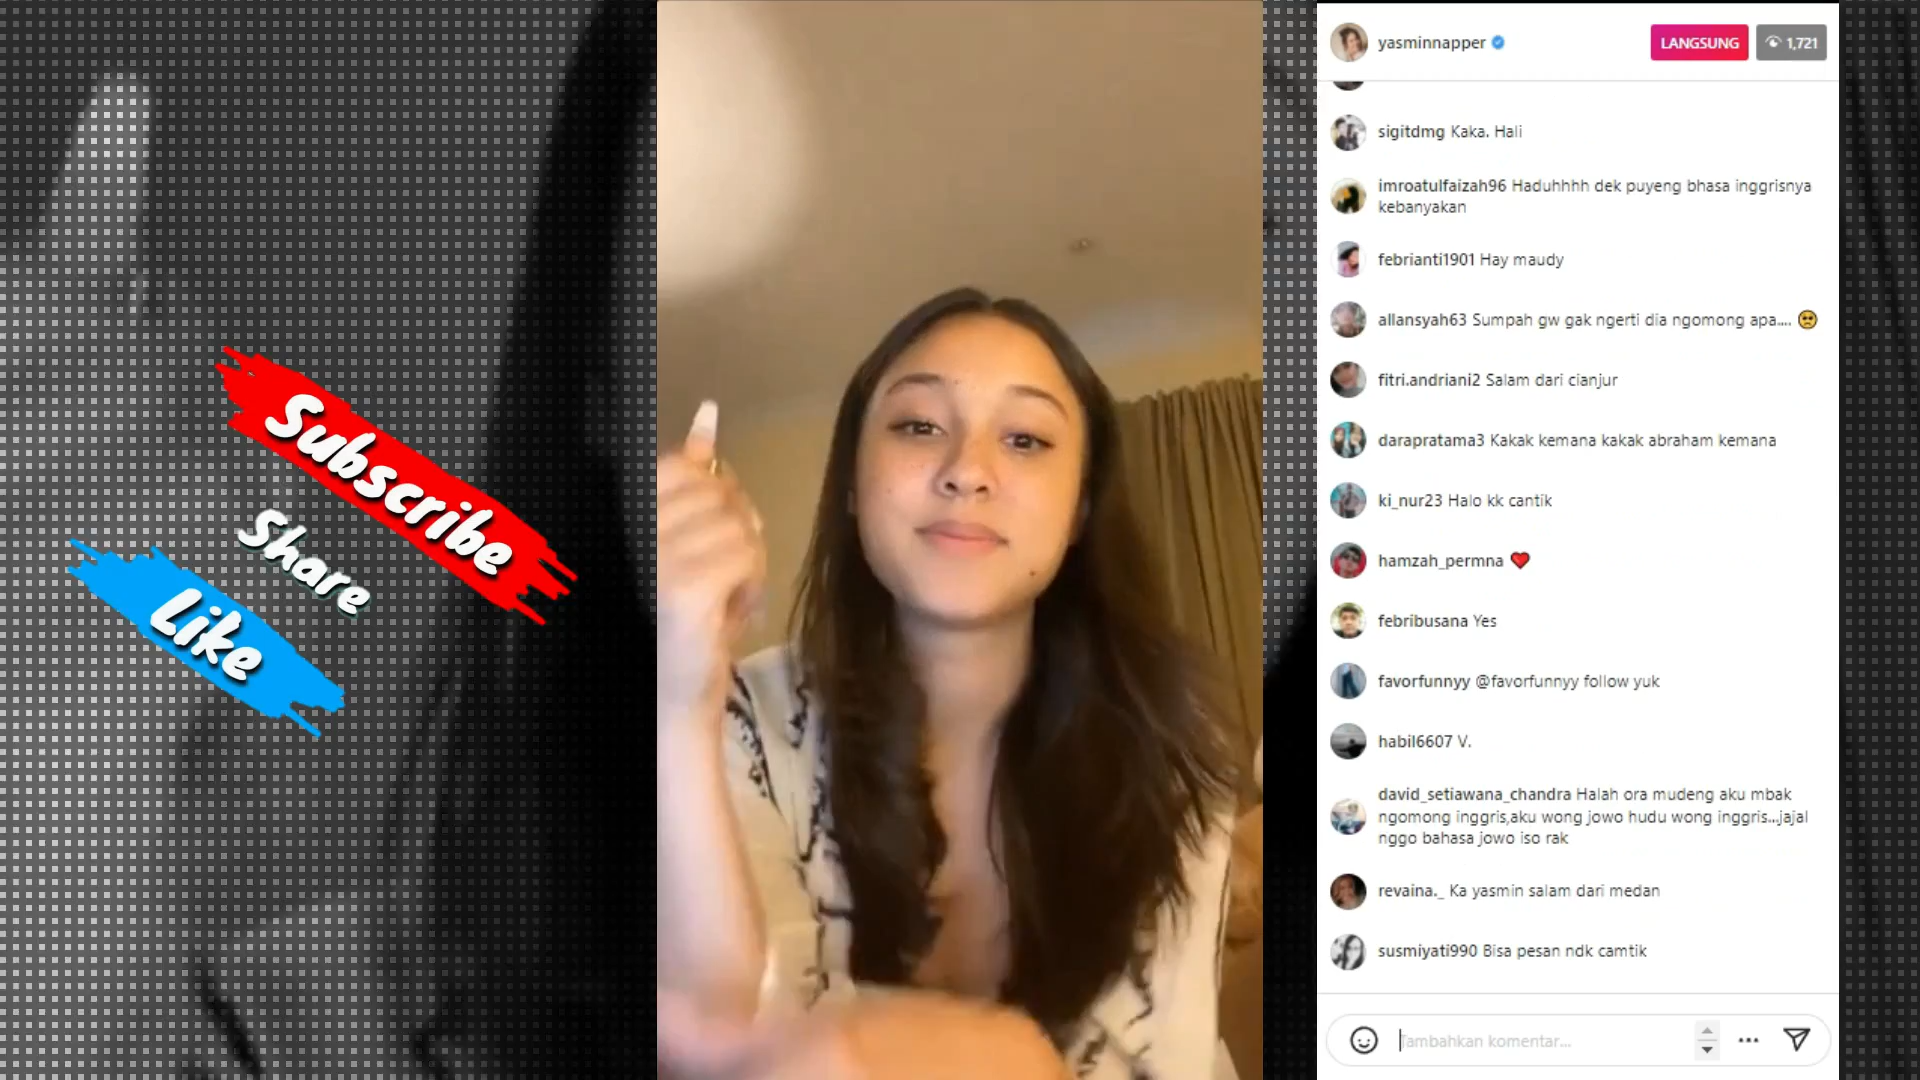 Subscribe
Share
Like
yasminnapper
LANGSUNG
1,721
sigitdmg Kaka. Hali
imroatulfaizah96 Haduhhhh dek puyeng bhasa inggrisnya
kebanyakan
febrianti1901 Hay maudy
allansyah63 Sumpah gw gak ngerti dia ngomong apa.... 🥺
fitri.andriani2 Salam dari cianjur
darapratama3 Kakak kemana kakak abraham kemana
ki_nur23 Halo kk cantik
hamzah_permna ❤️
febribusana Yes
favorfunnyy @favorfunnyy follow yuk
habil6607 V.
david_setiawana_chandra Halah ora mudeng aku mbak
ngomong inggris,aku wong jowo hudu wong inggris...jajal
nggo bahasa jowo iso rak
revaina._ Ka yasmin salam dari medan
susmiyati990 Bisa pesan ndk camtik
Tambahkan komentar...